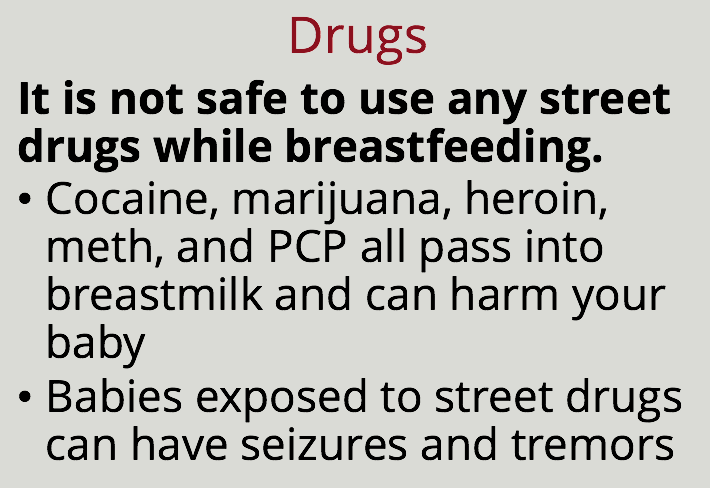 Drugs
It is not safe to use any street
drugs while breastfeeding.
• Cocaine, marijuana, heroin,
meth, and PCP all pass into
breastmilk and can harm your
baby
• Babies exposed to street drugs
can have seizures and tremors